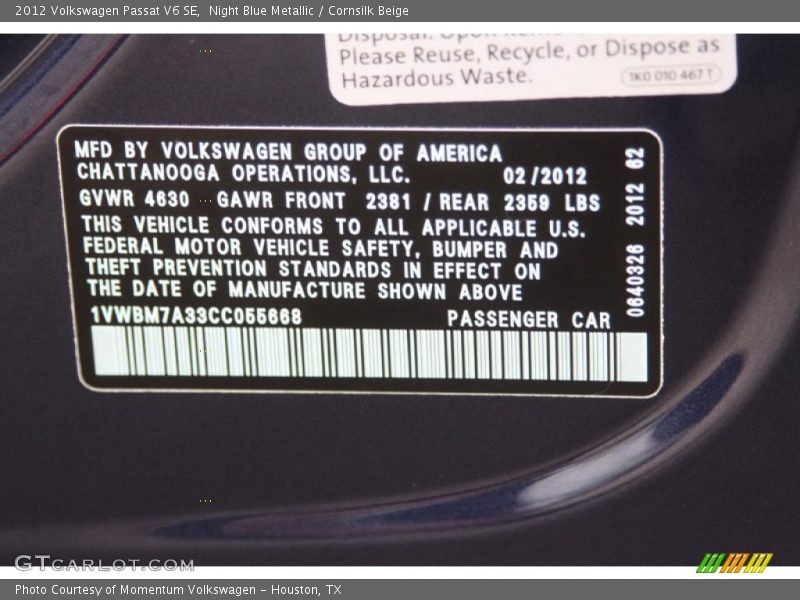 2012 Volkswagen Passat V6 SE,  Night Blue Metallic / Cornsilk Beige
Disposal. Upon
Please Reuse, Recycle, or Dispose as
Hazardous Waste.
1K0 010 467 T
MFD BY VOLKSWAGEN GROUP OF AMERICA
CHATTANOOGA OPERATIONS, LLC. 02/2012
GVWR 4630 GAWR FRONT 2381 / REAR 2359 LBS
THIS VEHICLE CONFORMS TO ALL APPLICABLE U.S.
FEDERAL MOTOR VEHICLE SAFETY, BUMPER AND
THEFT PREVENTION STANDARDS IN EFFECT ON
THE DATE OF MANUFACTURE SHOWN ABOVE
1VWBM7A33CC055668 PASSENGER CAR
0640326 2012 62
GTcarlot.com
Photo Courtesy of Momentum Volkswagen - Houston, TX